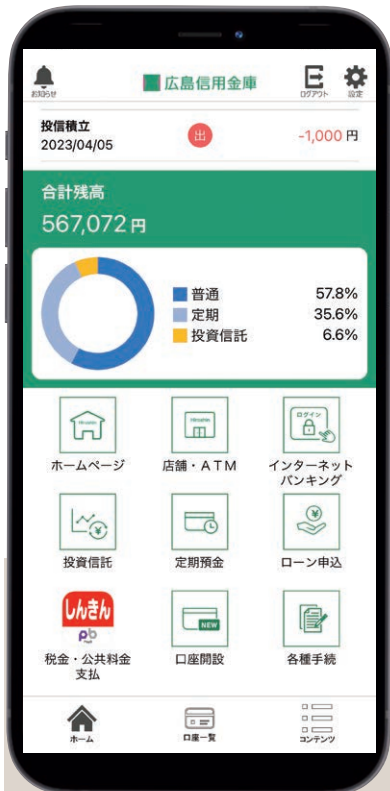 お知らせ
広島信用金庫
ログアウト
設定
投信積立
2023/04/05
出
-1,000 円
合計残高
567,072 円
普通 57.8%
定期 35.6%
投資信託 6.6%
ログイン
ホームページ
店舗・ATM
インターネット
バンキング
投資信託
定期預金
ローン申込
しんきん
pb
NEW
税金・公共料金
支払
口座開設
各種手続
ホーム
口座一覧
コンテンツ